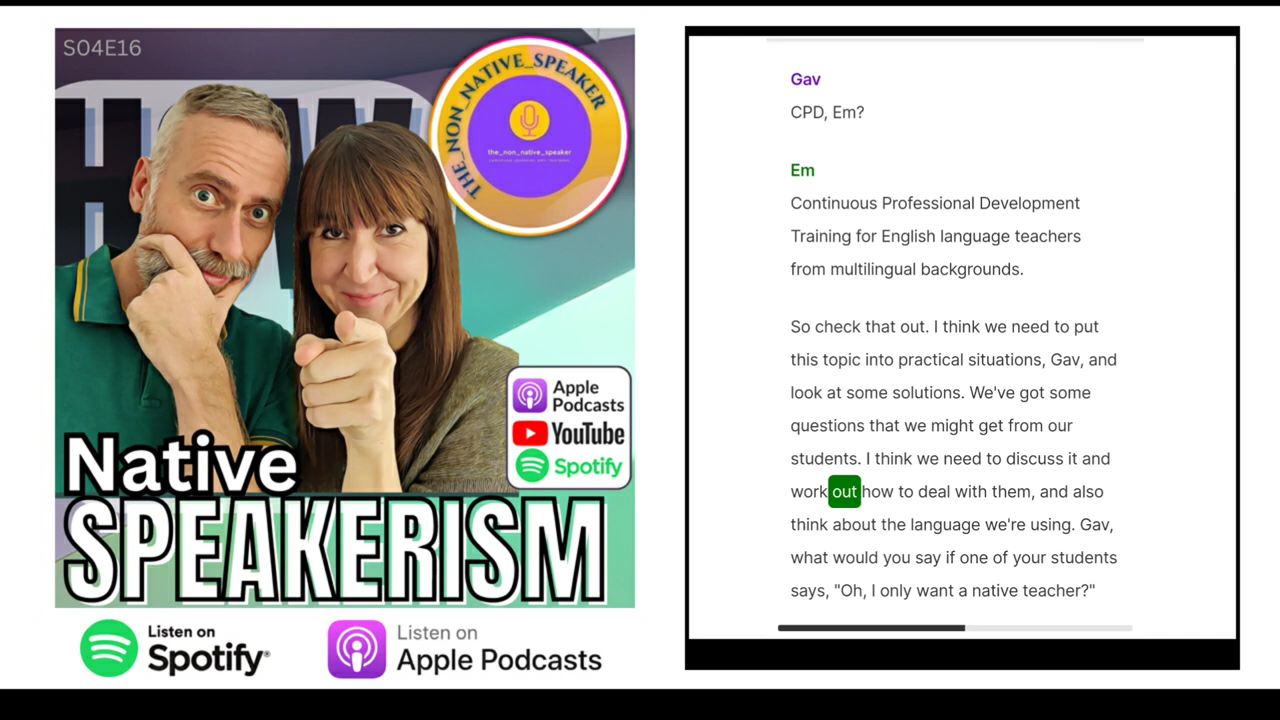 S04E16
HOW
THE_NON_NATIVE_SPEAKER
the_non_native_speaker
Apple
Podcasts
YouTube
Spotify
Native
SPEAKERISM
Listen on
Spotify®
Listen on
Apple Podcasts
Gav
CPD, Em?
Em
Continuous Professional Development
Training for English language teachers
from multilingual backgrounds.
So check that out. I think we need to put
this topic into practical situations, Gav, and
look at some solutions. We've got some
questions that we might get from our
students. I think we need to discuss it and
work out how to deal with them, and also
think about the language we're using. Gav,
what would you say if one of your students
says, "Oh, I only want a native teacher?"